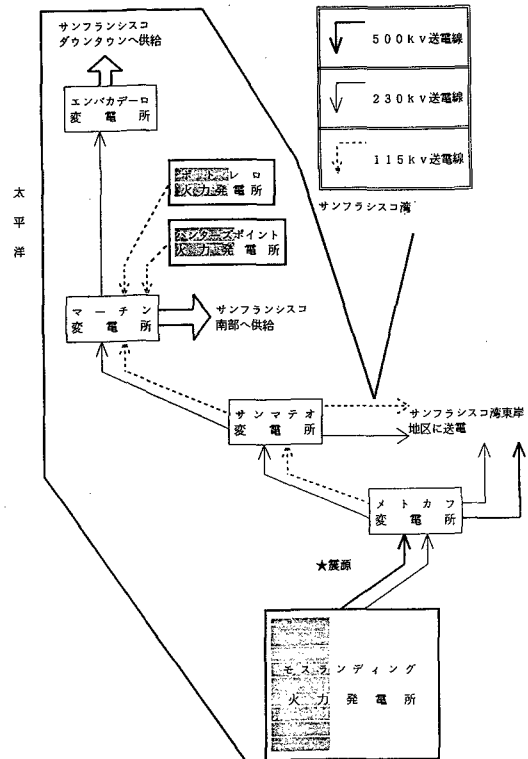 サンフランシスコ
ダウンタウンへ供給
エンバカデーロ
変電所
500kv送電線
230kv送電線
115kv送電線
太平洋
ポートレロ
火力発電所
ハンターズポイント
火力発電所
サンフラシスコ湾
マーチン
変電所
サンフランシスコ
南部へ供給
サンマテオ
変電所
サンフラシスコ湾東岸
地区に送電
メトカフ
変電所
★震源
モスランディング
火力発電所